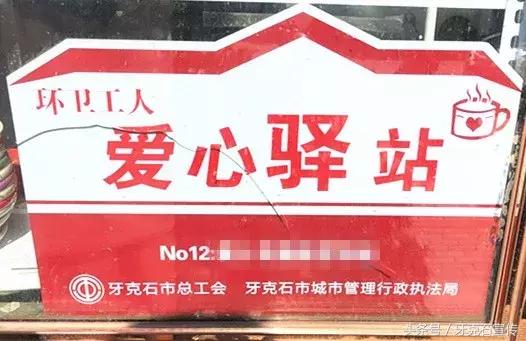 环卫工人
爱心驿站
No12:
牙克石市总工会 牙克石市城市管理行政执法局
头条号/牙克石宣传